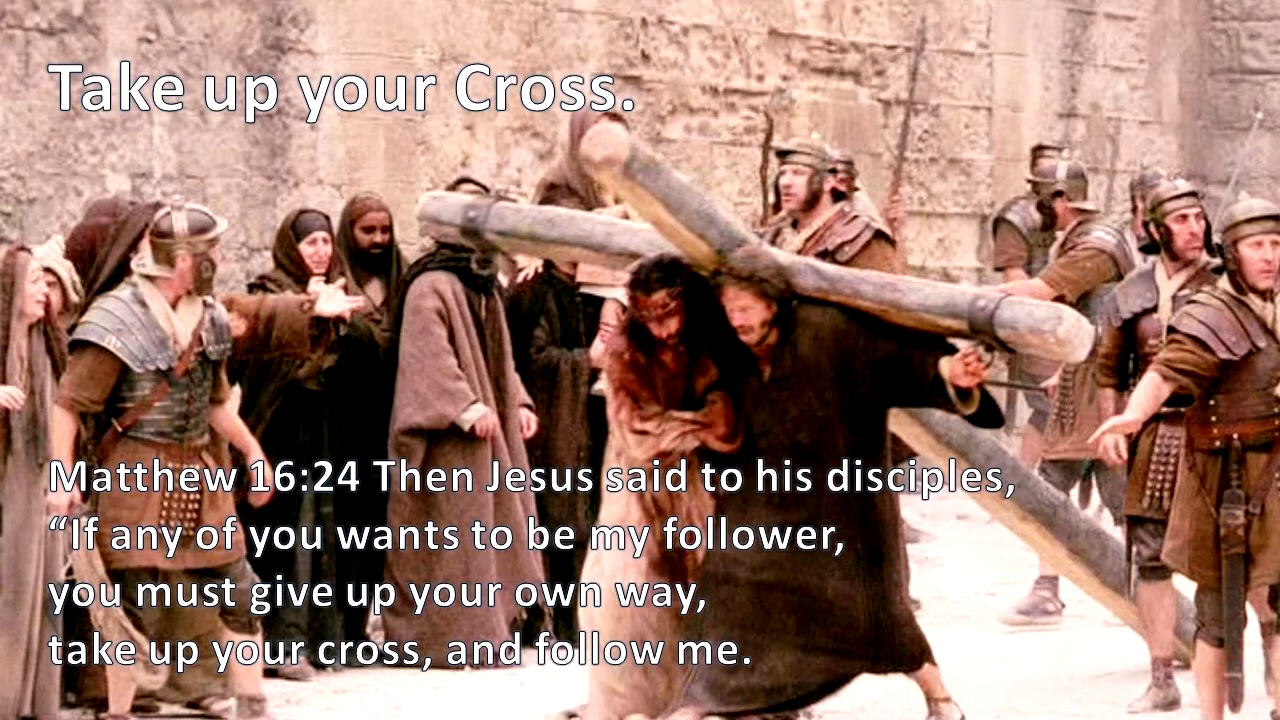 Take up your Cross.
Matthew 16:24 Then Jesus said to his disciples,
“If any of you wants to be my follower,
you must give up your own way,
take up your cross, and follow me.